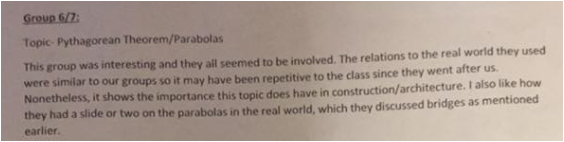 Group 6/7:
Topic- Pythagorean Theorem/Parabolas
This group was interesting and they all seemed to be involved. The relations to the real world they used
were similar to our groups so it may have been repetitive to the class since they went after us.
Nonetheless, it shows the importance this topic does have in construction/architecture. I also like how
they had a slide or two on the parabolas in the real world, which they discussed bridges as mentioned
earlier.